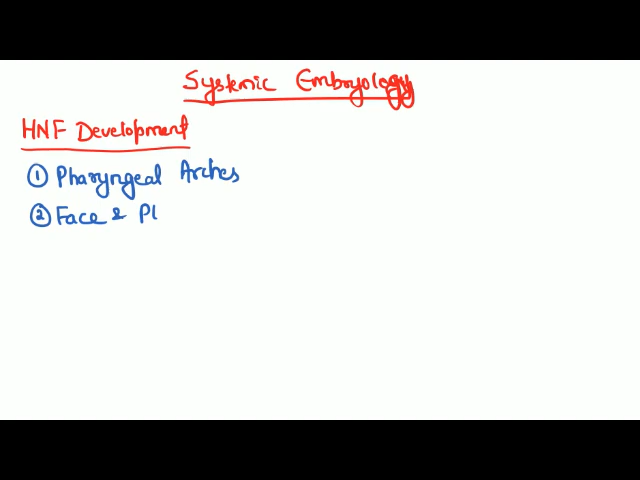 Systemic Embryology
HNF Development
① Pharyngeal Arches
② Face & Pl